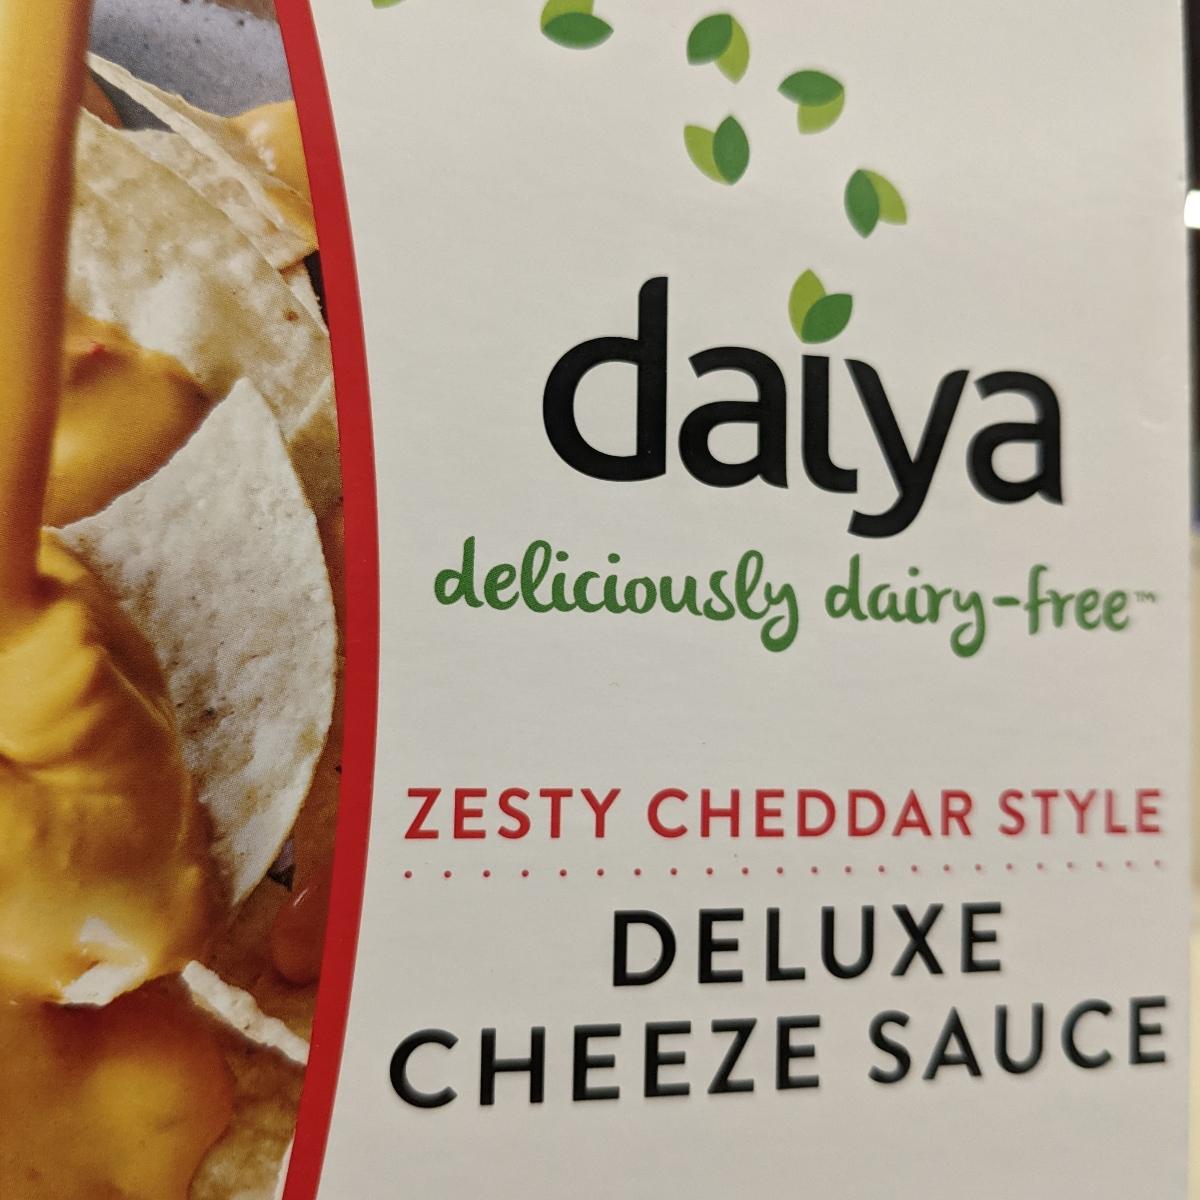 daiya
deliciously dairy-free™
ZESTY CHEDDAR STYLE
DELUXE
CHEEZE SAUCE